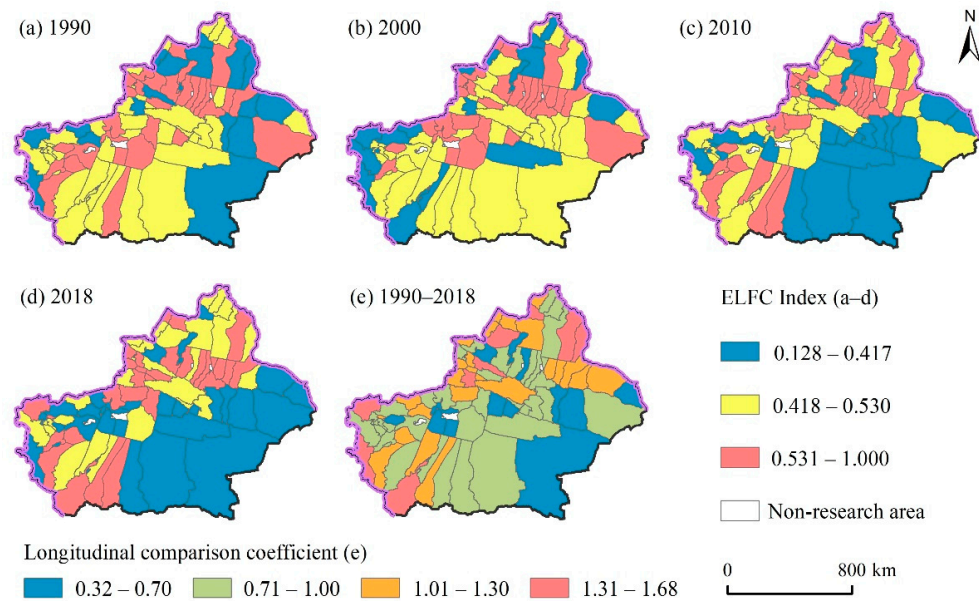 (a) 1990
(b) 2000
(c) 2010
N
(d) 2018
(e) 1990–2018
ELFC Index (a–d)
0.128 – 0.417
0.418 – 0.530
0.531 – 1.000
Non-research area
Longitudinal comparison coefficient (e)
0.32 – 0.70
0.71 – 1.00
1.01 – 1.30
1.31 – 1.68
0
800 km